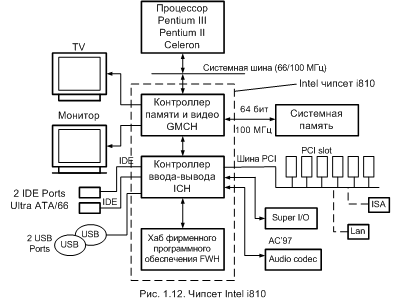 Процессор
Pentium III
Pentium II
Celeron
TV
Системная шина (66/100 МГц)
Intel чипсет i810
Контроллер
памяти и видео
GMCH
64 бит
100 МГц
Системная
память
Монитор
IDE
Контроллер
ввода-вывода
ICH
Шина PCI
PCI slot
2 IDE Ports
Ultra ATA/66
IDE
ISA
Super I/O
Lan
2 USB
Ports
USB
USB
Хаб фирменного
программного
обеспечения FWH
AC'97
Audio codec
Рис. 1.12. Чипсет Intel i810